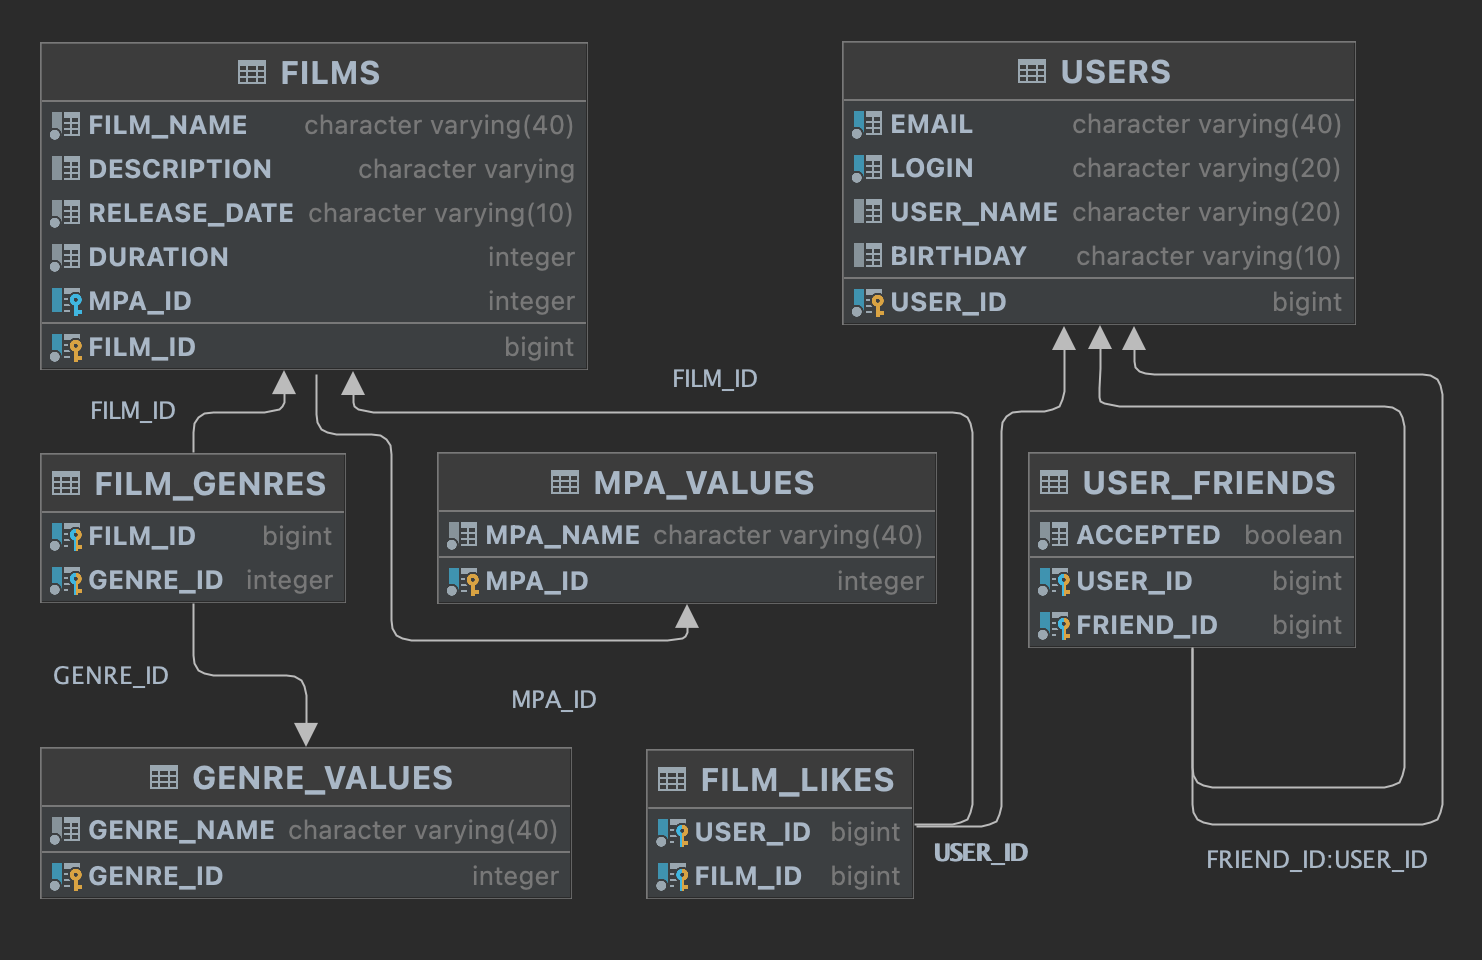 FILMS
FILM_NAME character varying(40)
DESCRIPTION character varying
RELEASE_DATE character varying(10)
DURATION integer
MPA_ID integer
FILM_ID bigint
USERS
EMAIL character varying(40)
LOGIN character varying(20)
USER_NAME character varying(20)
BIRTHDAY character varying(10)
USER_ID bigint
FILM_ID
FILM_ID
FILM_GENRES
FILM_ID bigint
GENRE_ID integer
MPA_VALUES
MPA_NAME character varying(40)
MPA_ID integer
USER_FRIENDS
ACCEPTED boolean
USER_ID bigint
FRIEND_ID bigint
GENRE_ID
MPA_ID
GENRE_VALUES
GENRE_NAME character varying(40)
GENRE_ID integer
FILM_LIKES
USER_ID bigint
FILM_ID bigint
USER_ID
FRIEND_ID:USER_ID